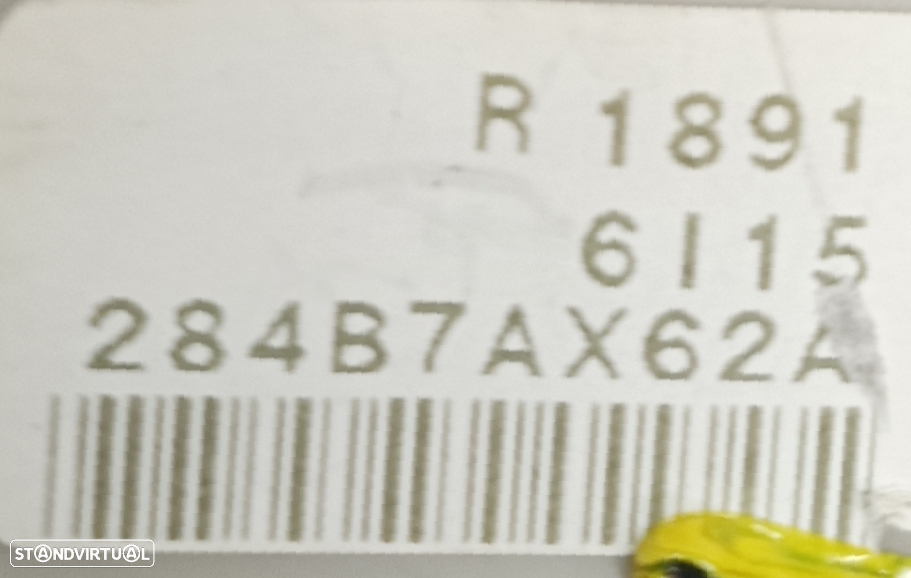 R 1891
6I15
284B7AX62A
STANDVIRTUAL